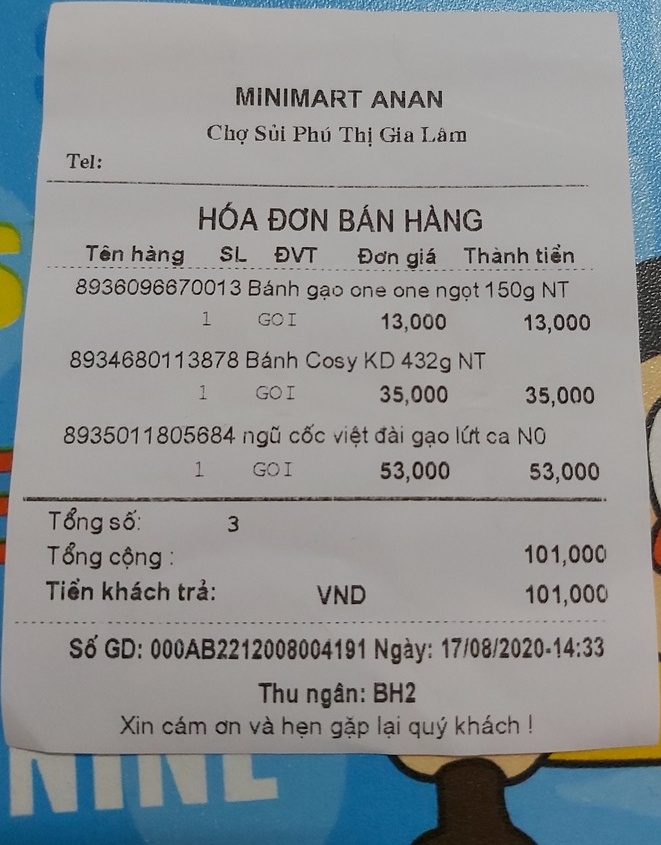 MINIMART ANAN
Chợ Sủi Phú Thị Gia Lâm
Tel:
HÓA ĐƠN BÁN HÀNG
Tên hàng SL ĐVT Đơn giá Thành tiền
8936096670013 Bánh gạo one one ngọt 150g NT
1 GOI 13,000 13,000
8934680113878 Bánh Cosy KD 432g NT
1 GOI 35,000 35,000
8935011805684 ngũ cốc việt đài gạo lứt ca N0
1 GOI 53,000 53,000
Tổng số: 3
Tổng cộng : 101,000
Tiền khách trả: VND 101,000
Số GD: 000AB2212008004191 Ngày: 17/08/2020-14:33
Thu ngân: BH2
Xin cám ơn và hẹn gặp lại quý khách !
NINE